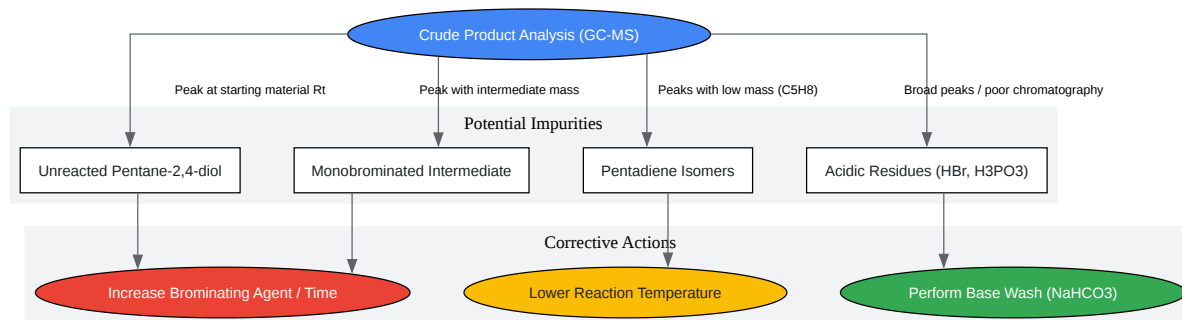 Crude Product Analysis (GC-MS)
Peak at starting material Rt
Peak with intermediate mass
Peaks with low mass (C5H8)
Broad peaks / poor chromatography
Potential Impurities
Unreacted Pentane-2,4-diol
Monobrominated Intermediate
Pentadiene Isomers
Acidic Residues (HBr, H3PO3)
Corrective Actions
Increase Brominating Agent / Time
Lower Reaction Temperature
Perform Base Wash (NaHCO3)